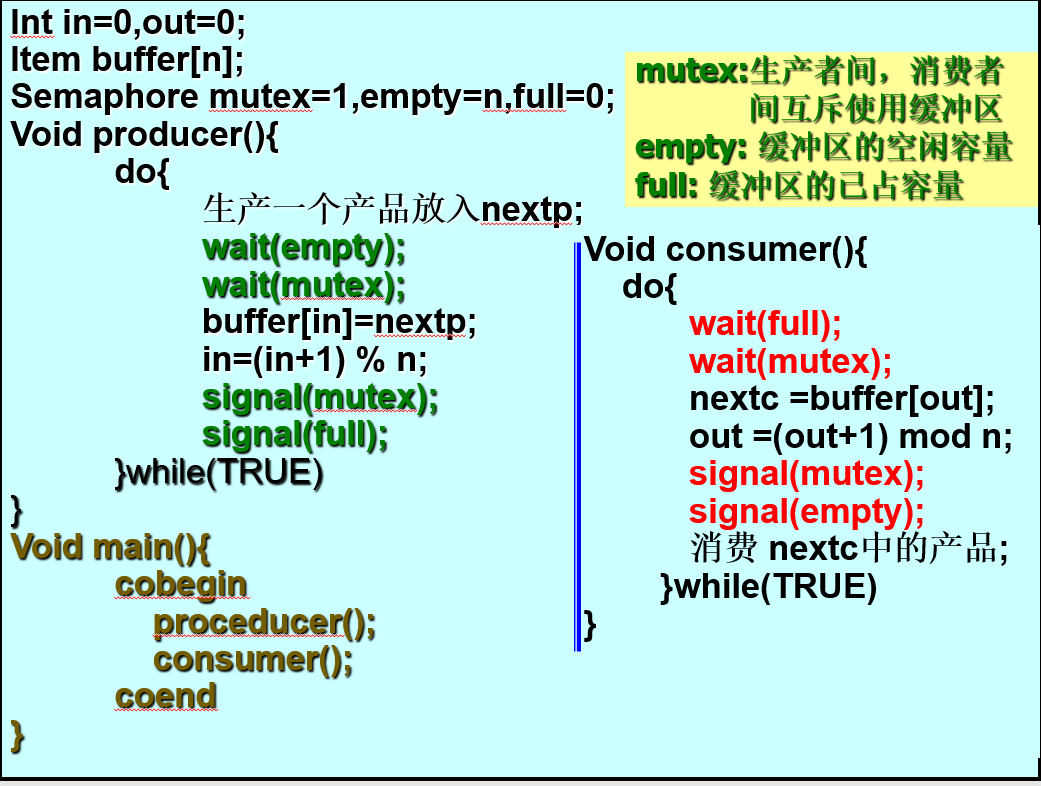 Int in=0,out=0;
Item buffer[n];
Semaphore mutex=1,empty=n,full=0;
Void producer(){
do{
生产一个产品放入nextp;
wait(empty);
wait(mutex);
buffer[in]=nextp;
in=(in+1) % n;
signal(mutex);
signal(full);
}while(TRUE)
}
Void main(){
cobegin
proceducer();
consumer();
coend
}
mutex:生产者间，消费者
间互斥使用缓冲区
empty: 缓冲区的空闲容量
full: 缓冲区的已占容量
Void consumer(){
do{
wait(full);
wait(mutex);
nextc =buffer[out];
out =(out+1) mod n;
signal(mutex);
signal(empty);
消费 nextc中的产品;
}while(TRUE)
}